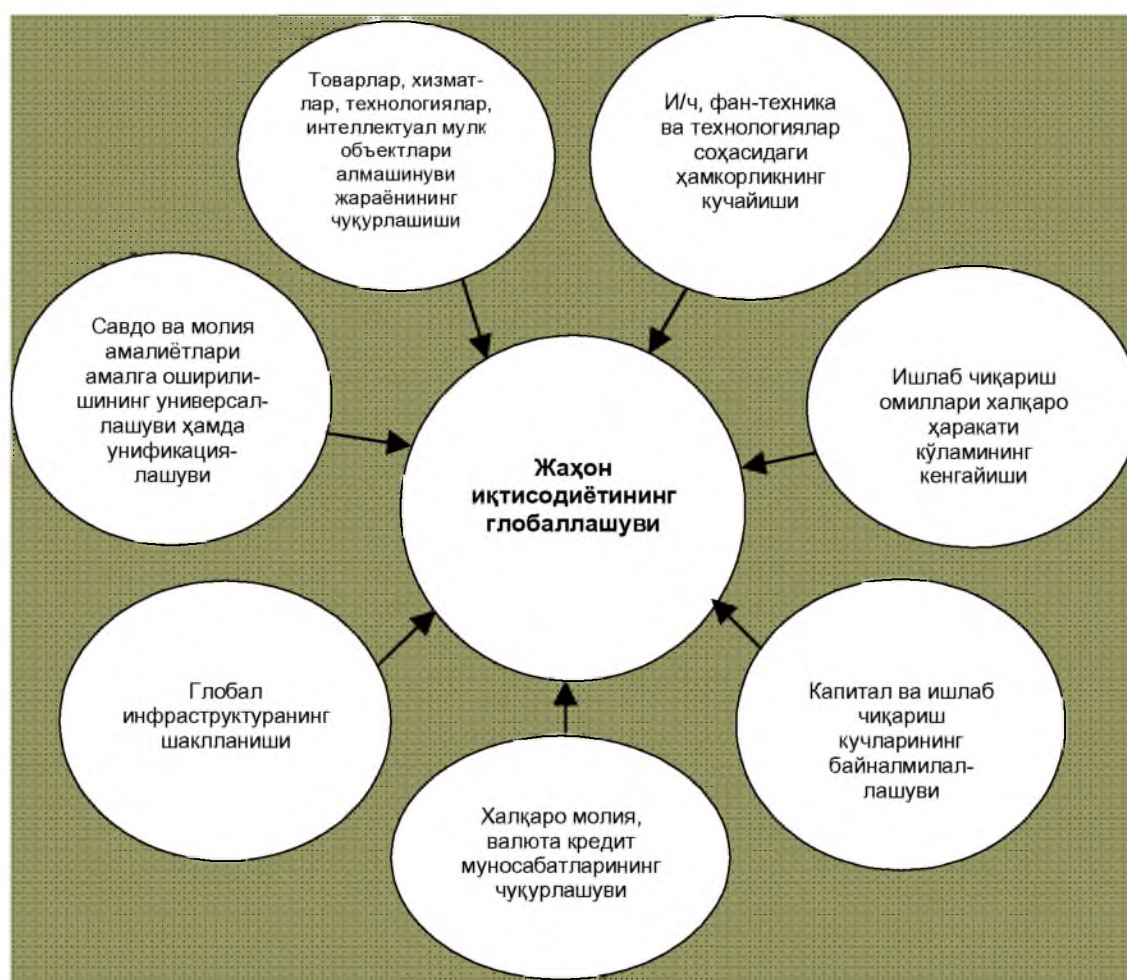 Товарлар, хизмат-
лар, технологиялар,
интеллектуал мулк
объектлари
алмашинуви
жараёнининг
чуқурлашиши
И/ч, фан-техника
ва технологиялар
соҳасидаги
ҳамкорликнинг
кучайиши
Савдо ва молия
амалиётлари
амалга оширили-
шининг универсал-
лашуви ҳамда
унификация-
лашуви
Ишлаб чиқариш
омиллари халқаро
ҳаракати
кўламининг
кенгайиши
Жаҳон
иқтисодиётининг
глобаллашуви
Глобал
инфраструктуранинг
шаклланиши
Капитал ва ишлаб
чиқариш
кучларининг
байналмилал-
лашуви
Халқаро молия,
валюта кредит
муносабатларининг
чуқурлашуви